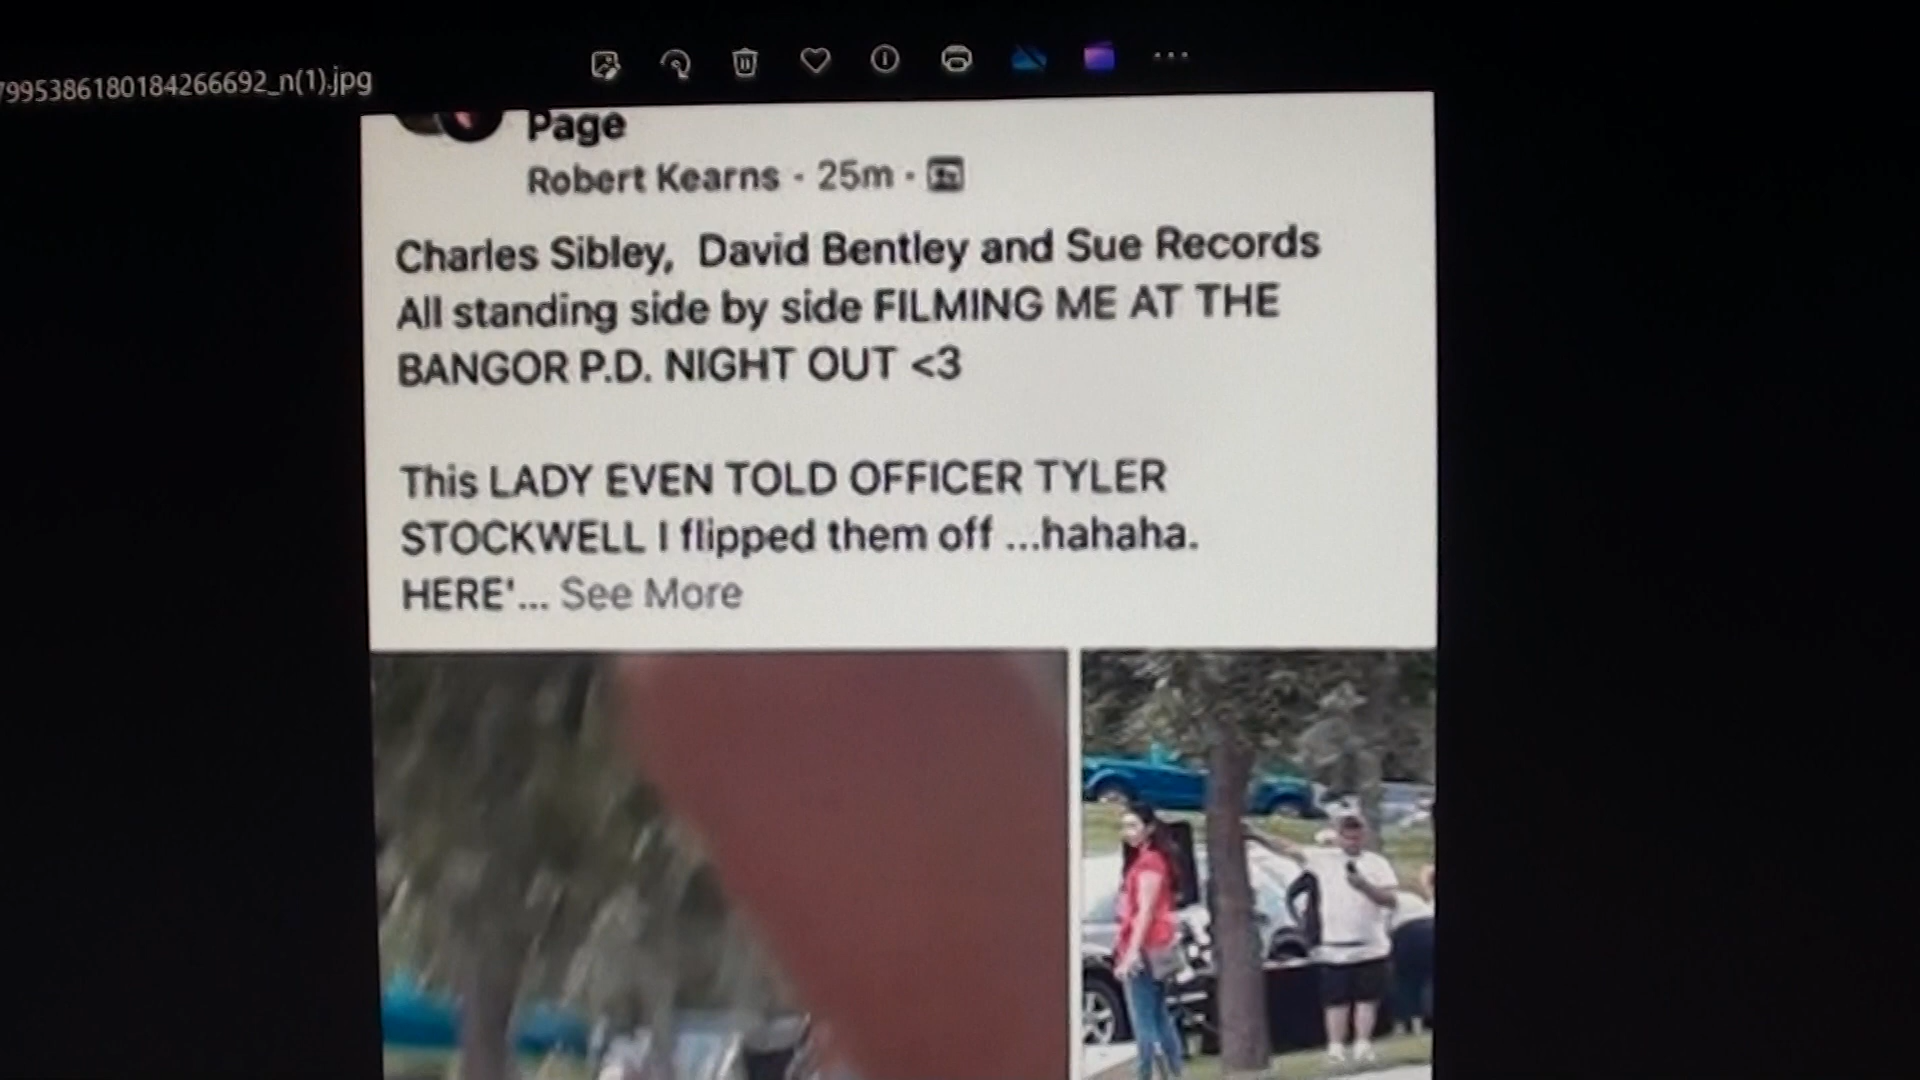 7995386180184266692_n(1).jpg
Page
Robert Kearns · 25m ·
Charles Sibley, David Bentley and Sue Records
All standing side by side FILMING ME AT THE
BANGOR P.D. NIGHT OUT <3
This LADY EVEN TOLD OFFICER TYLER
STOCKWELL I flipped them off ...hahaha.
HERE'... See More